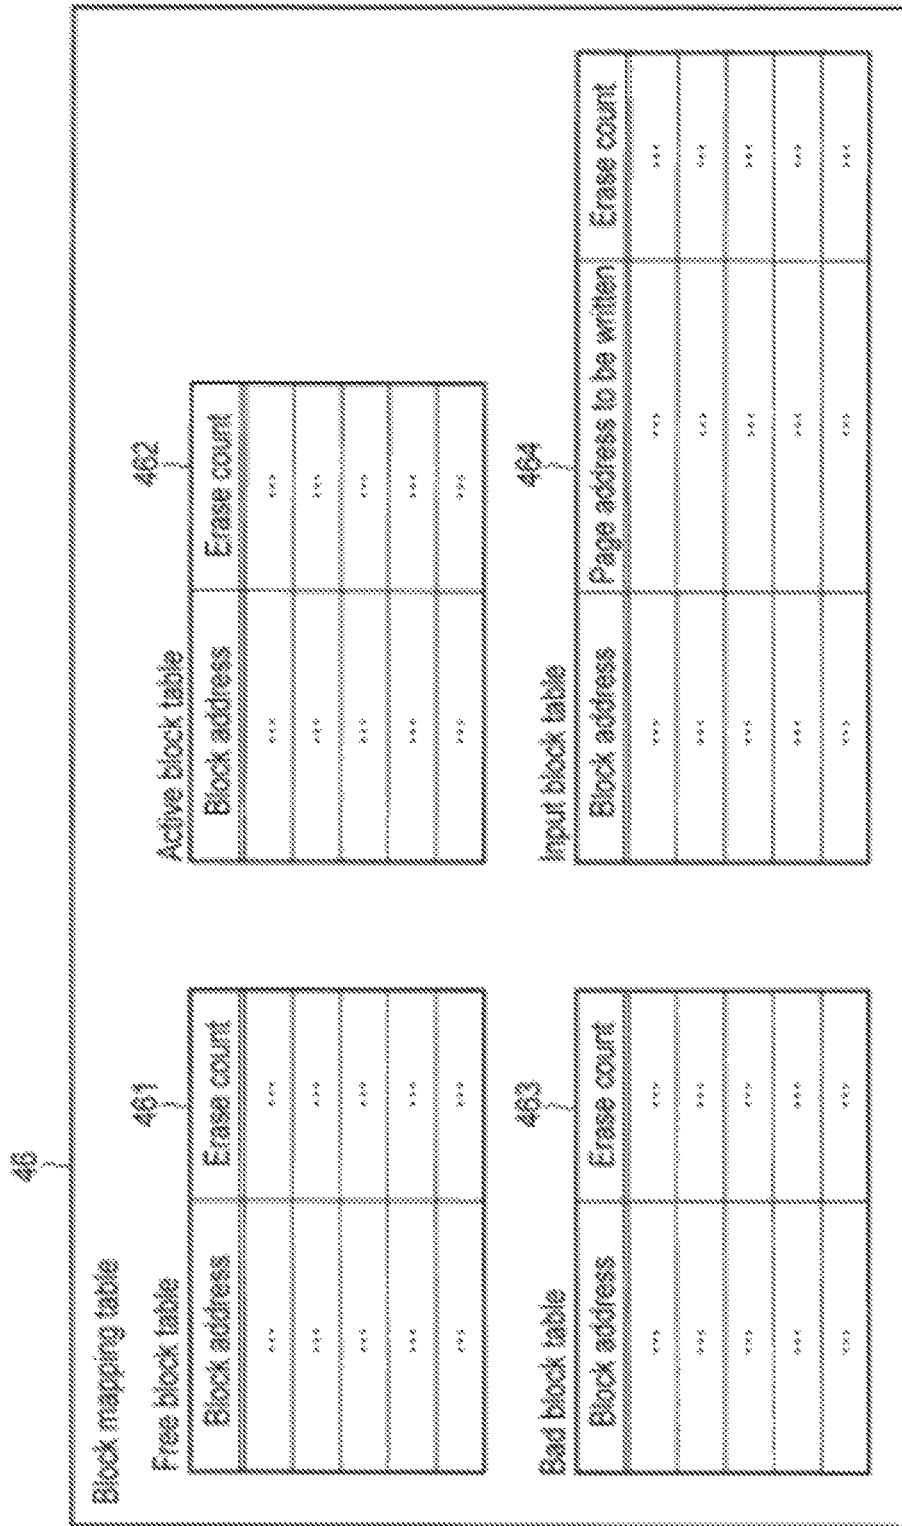 46
Block mapping table
461
Free block table
Block address Erase count
... ...
... ...
... ...
... ...
... ...
462
Active block table
Block address Erase count
... ...
... ...
... ...
... ...
... ...
463
Bad block table
Block address Erase count
... ...
... ...
... ...
... ...
... ...
464
Input block table
Block address Page address to be written Erase count
... ... ...
... ... ...
... ... ...
... ... ...
... ... ...